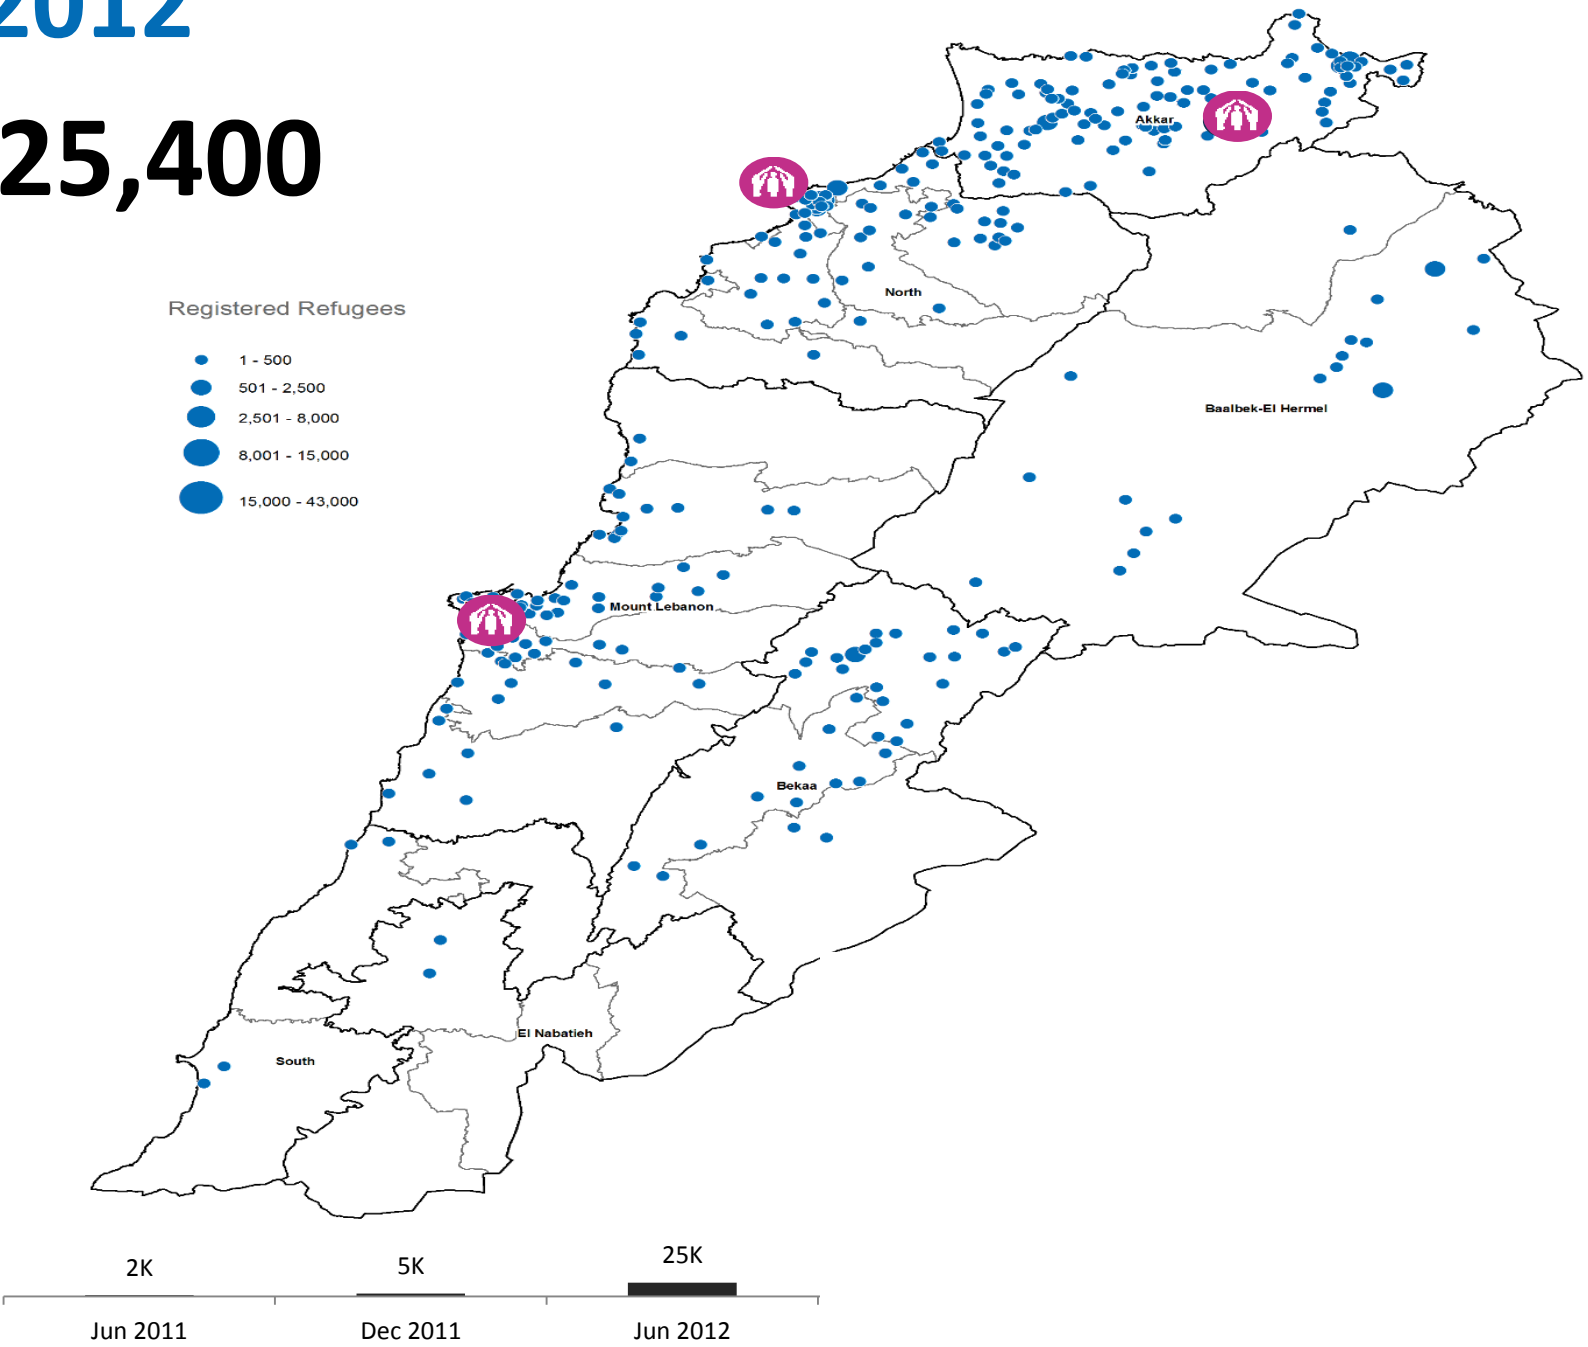 2012
25,400
Registered Refugees
1 - 500
501 - 2,500
2,501 - 8,000
8,001 - 15,000
15,000 - 43,000
Akkar
North
Baalbek-El Hermel
Mount Lebanon
Bekaa
El Nabatieh
South
2K
5K
25K
Jun 2011
Dec 2011
Jun 2012